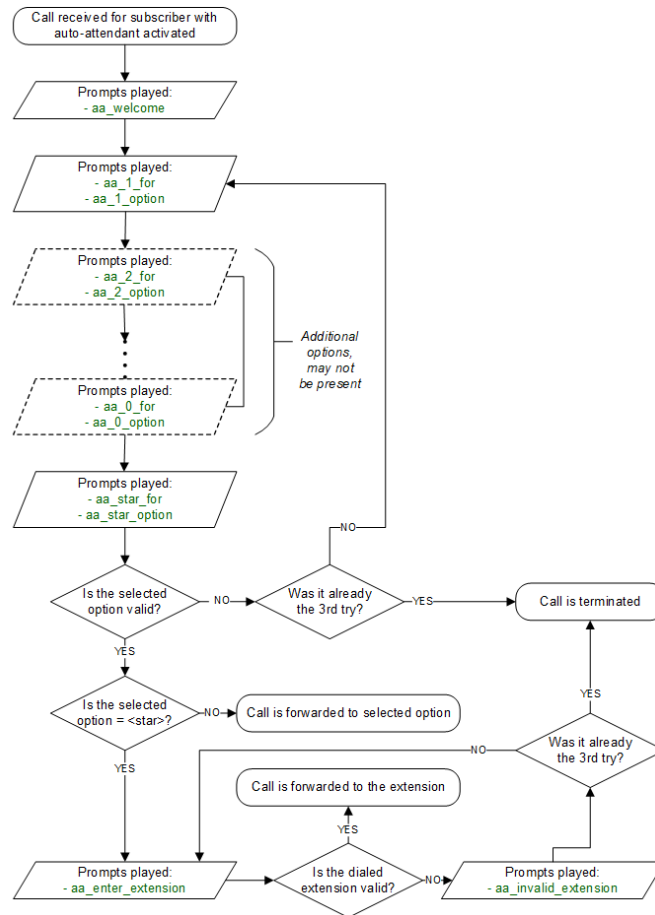 Call received for subscriber with
auto-attendant activated
Prompts played:
- aa_welcome
Prompts played:
- aa_1_for
- aa_1_option
Prompts played:
- aa_2_for
- aa_2_option
Additional
options,
may not
be present
Prompts played:
- aa_0_for
- aa_0_option
Prompts played:
- aa_star_for
- aa_star_option
NO
Is the selected
option valid?
NO
Was it already
the 3rd try?
YES
Call is terminated
YES
Is the selected
option = <star>?
NO
Call is forwarded to selected option
YES
Was it already
the 3rd try?
NO
YES
Call is forwarded to the extension
YES
Prompts played:
- aa_enter_extension
Is the dialed
extension valid?
NO
Prompts played:
- aa_invalid_extension